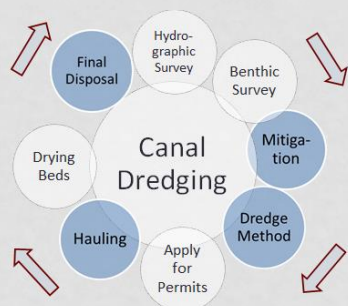 Hydro-
graphic
Survey
Benthic
Survey
Mitiga-
tion
Dredge
Method
Apply
for
Permits
Hauling
Drying
Beds
Final
Disposal
Canal
Dredging